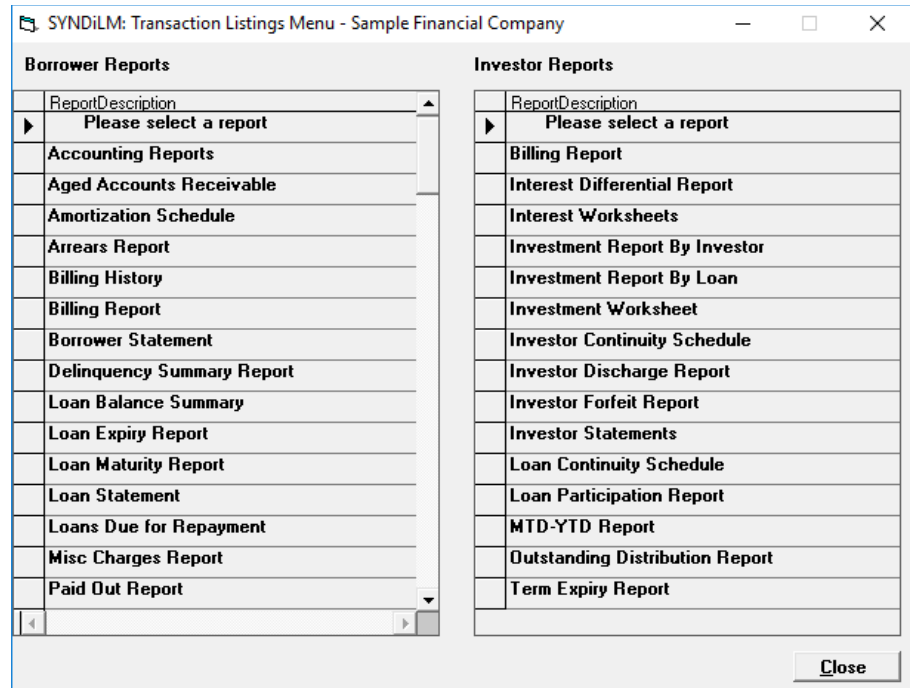 SYNDiLM: Transaction Listings Menu - Sample Financial Company
Borrower Reports
ReportDescription
Please select a report
Accounting Reports
Aged Accounts Receivable
Amortization Schedule
Arrears Report
Billing History
Billing Report
Borrower Statement
Delinquency Summary Report
Loan Balance Summary
Loan Expiry Report
Loan Maturity Report
Loan Statement
Loans Due for Repayment
Misc Charges Report
Paid Out Report
Investor Reports
ReportDescription
Please select a report
Billing Report
Interest Differential Report
Interest Worksheets
Investment Report By Investor
Investment Report By Loan
Investment Worksheet
Investor Continuity Schedule
Investor Discharge Report
Investor Forfeit Report
Investor Statements
Loan Continuity Schedule
Loan Participation Report
MTD-YTD Report
Outstanding Distribution Report
Term Expiry Report
Close